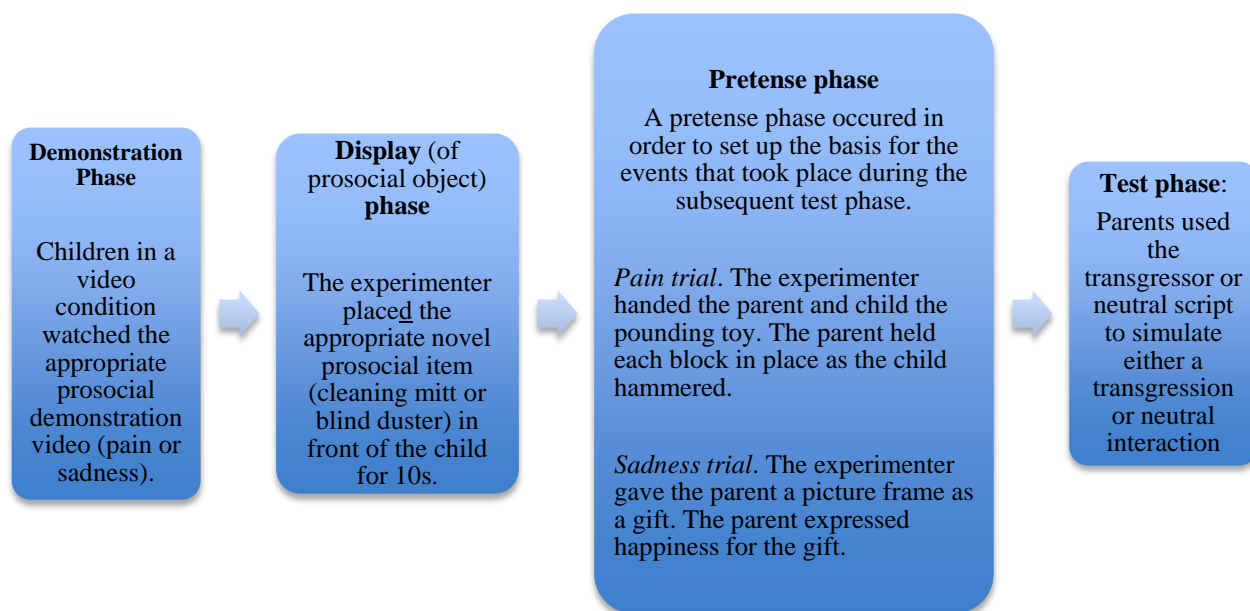 Demonstration
Phase
Children in a
video
condition
watched the
appropriate
prosocial
demonstration
video (pain or
sadness).
Display (of
prosocial object)
phase
The experimenter
placed the
appropriate novel
prosocial item
(cleaning mitt or
blind duster) in
front of the child
for 10s.
Pretense phase
A pretense phase occured in
order to set up the basis for the
events that took place during the
subsequent test phase.
Pain trial. The experimenter
handed the parent and child the
pounding toy. The parent held
each block in place as the child
hammered.
Sadness trial. The experimenter
gave the parent a picture frame as
a gift. The parent expressed
happiness for the gift.
Test phase:
Parents used
the
transgressor or
neutral script
to simulate
either a
transgression
or neutral
interaction